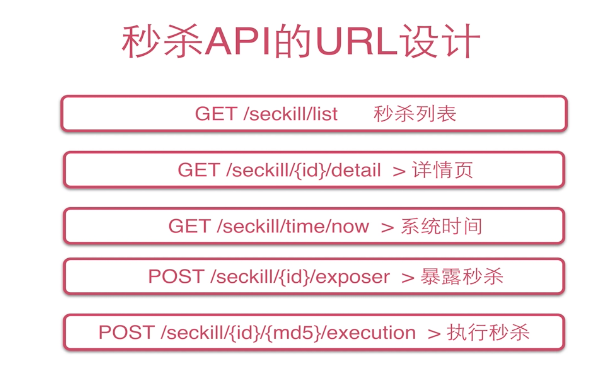 秒杀API的URL设计
GET /seckill/list 秒杀列表
GET /seckill/{id}/detail > 详情页
GET /seckill/time/now > 系统时间
POST /seckill/{id}/exposer > 暴露秒杀
POST /seckill/{id}/{md5}/execution > 执行秒杀